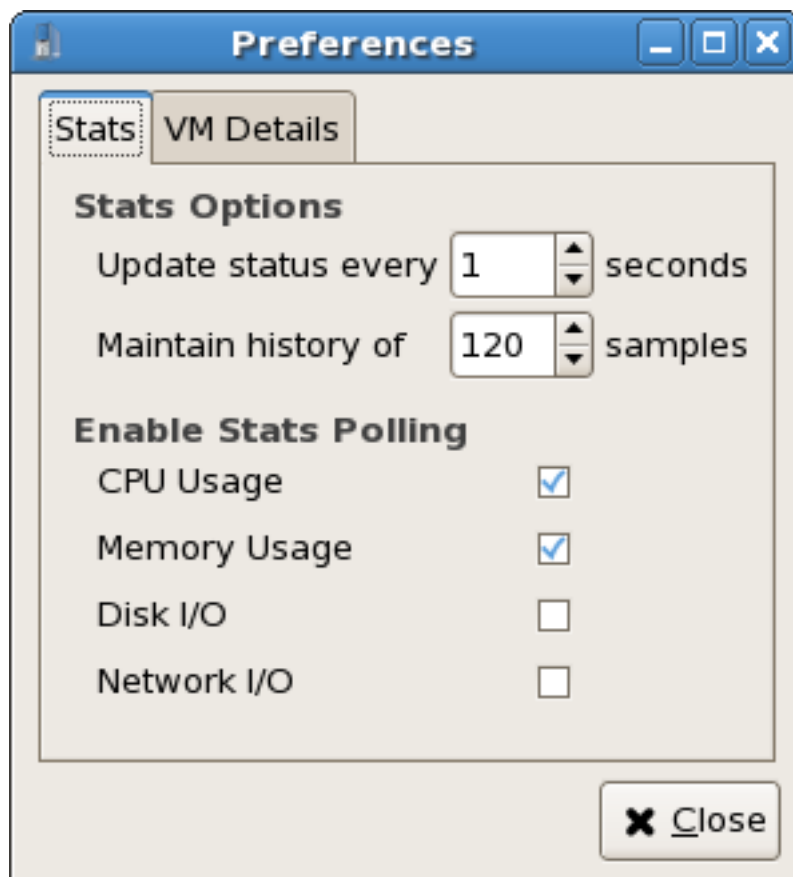 Preferences
Stats VM Details
Stats Options
Update status every 1 seconds
Maintain history of 120 samples
Enable Stats Polling
CPU Usage
Memory Usage
Disk I/O
Network I/O
Close